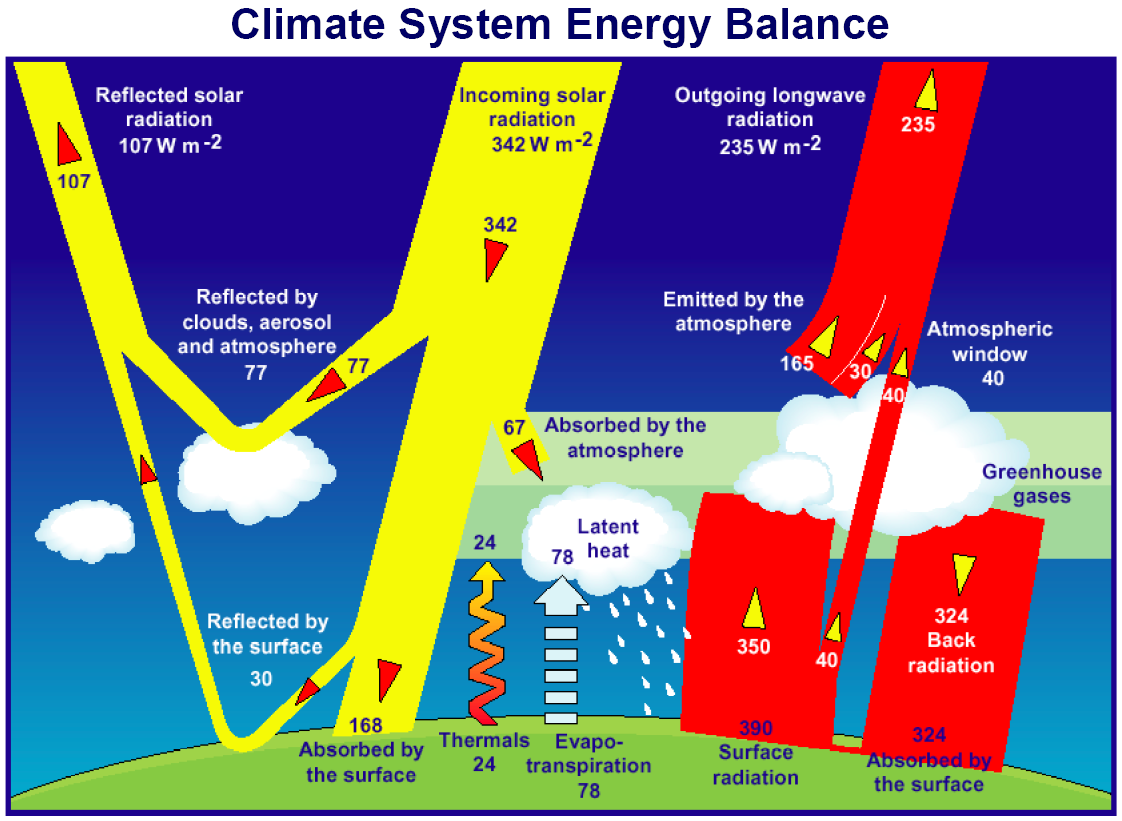 Climate System Energy Balance
Reflected solar
radiation
107 W m-2
107
Incoming solar
radiation
342 W m-2
342
Outgoing longwave
radiation
235 W m-2
235
Reflected by
clouds, aerosol
and atmosphere
77
77
Emitted by the
atmosphere
165
30
40
Atmospheric
window
40
67
Absorbed by the
atmosphere
Greenhouse
gases
Latent
heat
24
78
Reflected by
the surface
30
350
40
324
Back
radiation
168
Absorbed by
the surface
Thermals
24
Evapo-
transpiration
78
390
Surface
radiation
324
Absorbed by
the surface